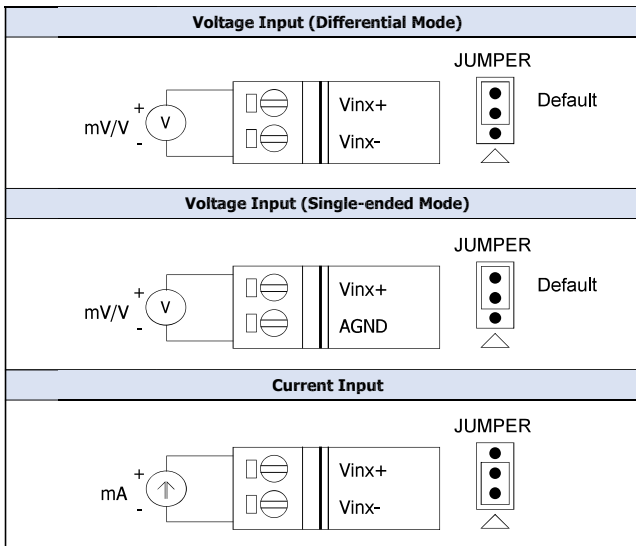 Voltage Input (Differential Mode)
JUMPER
+
mV/V
-
V
Vinx+
Vinx-
Default
Voltage Input (Single-ended Mode)
JUMPER
+
mV/V
-
V
Vinx+
AGND
Default
Current Input
JUMPER
+
mA
-
Vinx+
Vinx-